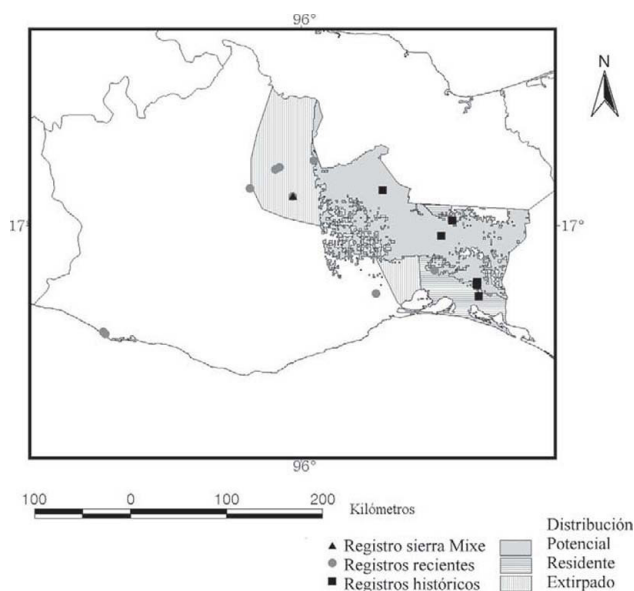 96°
N
17°
17°
96°
100 0 100 200 Kilómetros
Distribución
▲ Registro sierra Mixe Potencial
● Registros recientes Residente
■ Registros históricos Extirpado